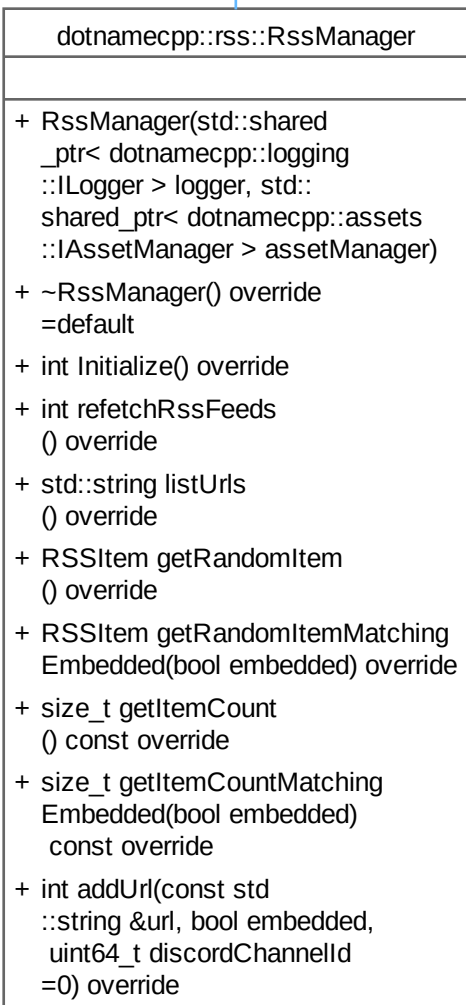 dotnamecpp::rss::RssManager
+ RssManager(std::shared
_ptr< dotnamecpp::logging
::ILogger > logger, std::
shared_ptr< dotnamecpp::assets
::IAssetManager > assetManager)
+ ~RssManager() override
=default
+ int Initialize() override
+ int refetchRssFeeds
() override
+ std::string listUrls
() override
+ RSSItem getRandomItem
() override
+ RSSItem getRandomItemMatching
Embedded(bool embedded) override
+ size_t getItemCount
() const override
+ size_t getItemCountMatching
Embedded(bool embedded)
const override
+ int addUrl(const std
::string &url, bool embedded,
uint64_t discordChannelId
=0) override